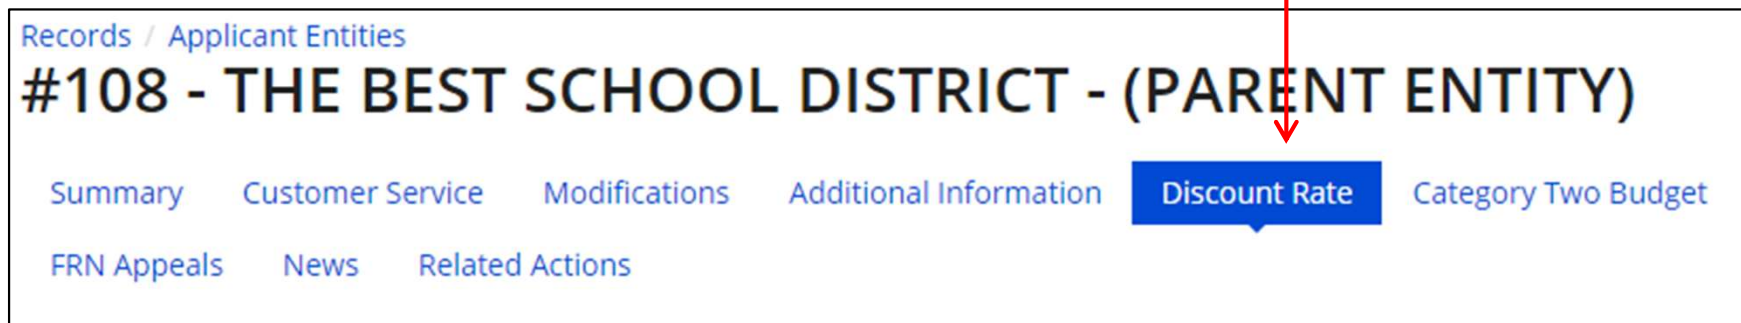 Records / Applicant Entities
#108 - THE BEST SCHOOL DISTRICT - (PARENT ENTITY)
Summary Customer Service Modifications Additional Information Discount Rate Category Two Budget
FRN Appeals News Related Actions